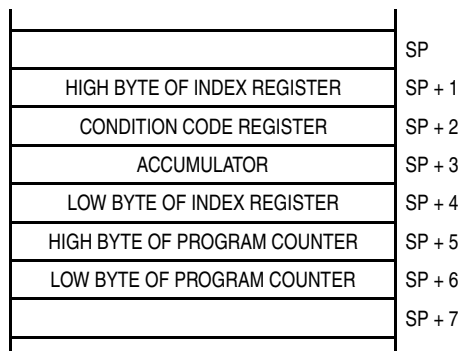 SP
HIGH BYTE OF INDEX REGISTER SP + 1
CONDITION CODE REGISTER SP + 2
ACCUMULATOR SP + 3
LOW BYTE OF INDEX REGISTER SP + 4
HIGH BYTE OF PROGRAM COUNTER SP + 5
LOW BYTE OF PROGRAM COUNTER SP + 6
SP + 7